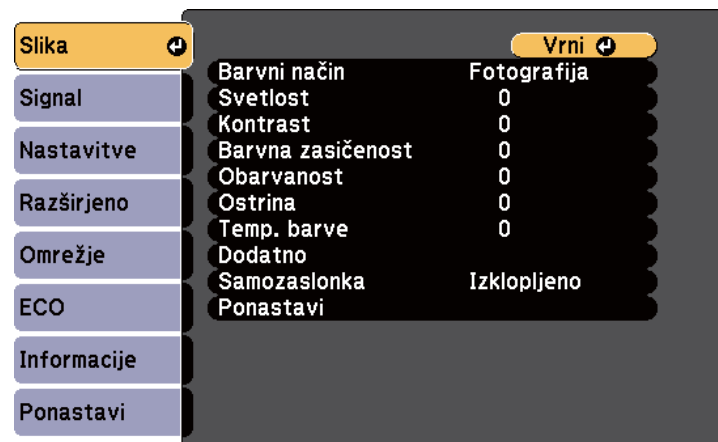 Slika
Signal
Nastavitve
Razširjeno
Omrežje
ECO
Informacije
Ponastavi
Vrni
Barvni način Fotografija
Svetlost 0
Kontrast 0
Barvna zasičenost 0
Obarvanost 0
Ostrina 0
Temp. barve 0
Dodatno
Samozaslonka Izklopljeno
Ponastavi